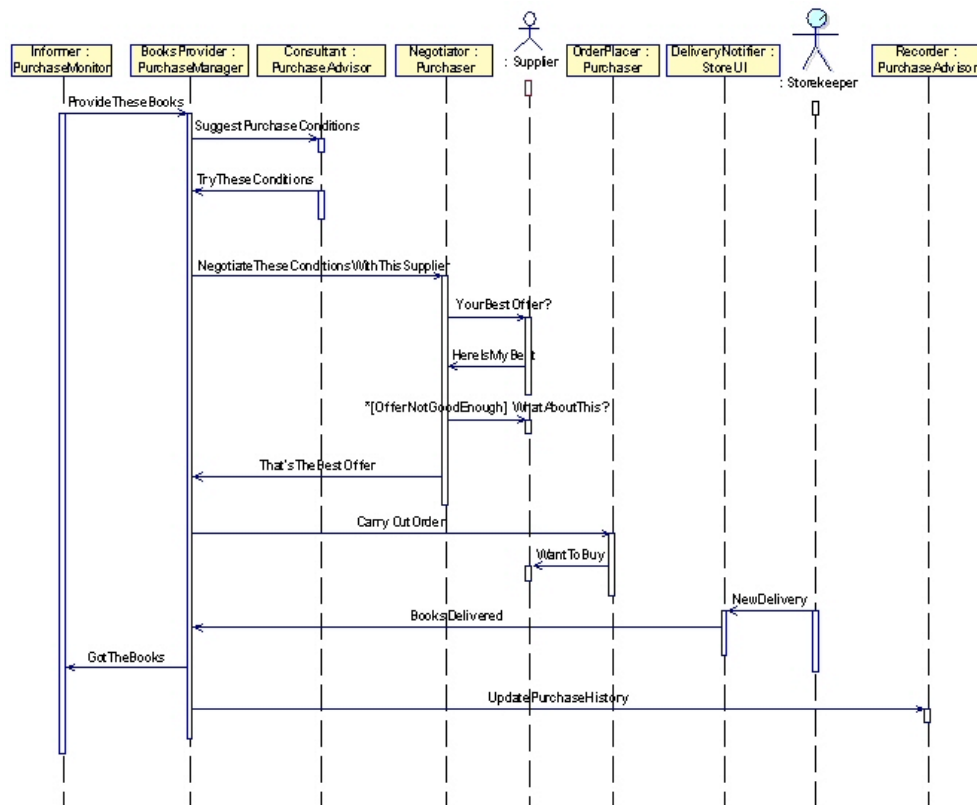 Informer :
PurchaseMonitor
BooksProvider :
PurchaseManager
Consultant :
PurchaseAdvisor
Negotiator :
Purchaser
: Supplier
OrderPlacer :
Purchaser
DeliveryNotifier :
StoreUI
: Storekeeper
Recorder :
PurchaseAdvisor
ProvideTheseBooks
SuggestPurchaseConditions
TryTheseConditions
NegotiateTheseConditionsWithThisSupplier
YourBestOffer?
HereIsMyBest
*[OfferNotGoodEnough] WhatAboutThis?
That'sTheBestOffer
CarryOutOrder
WantToBuy
NewDelivery
BooksDelivered
GotTheBooks
UpdatePurchaseHistory